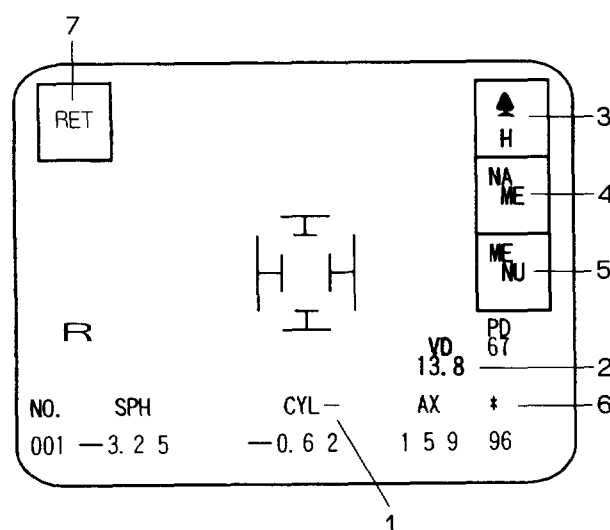 7
RET
H
3
NA
ME
4
ME
NU
5
R
PD
67
VD
13.8
2
NO. SPH CYL− AX * 6
001 −3.25 −0.62 159 96
1